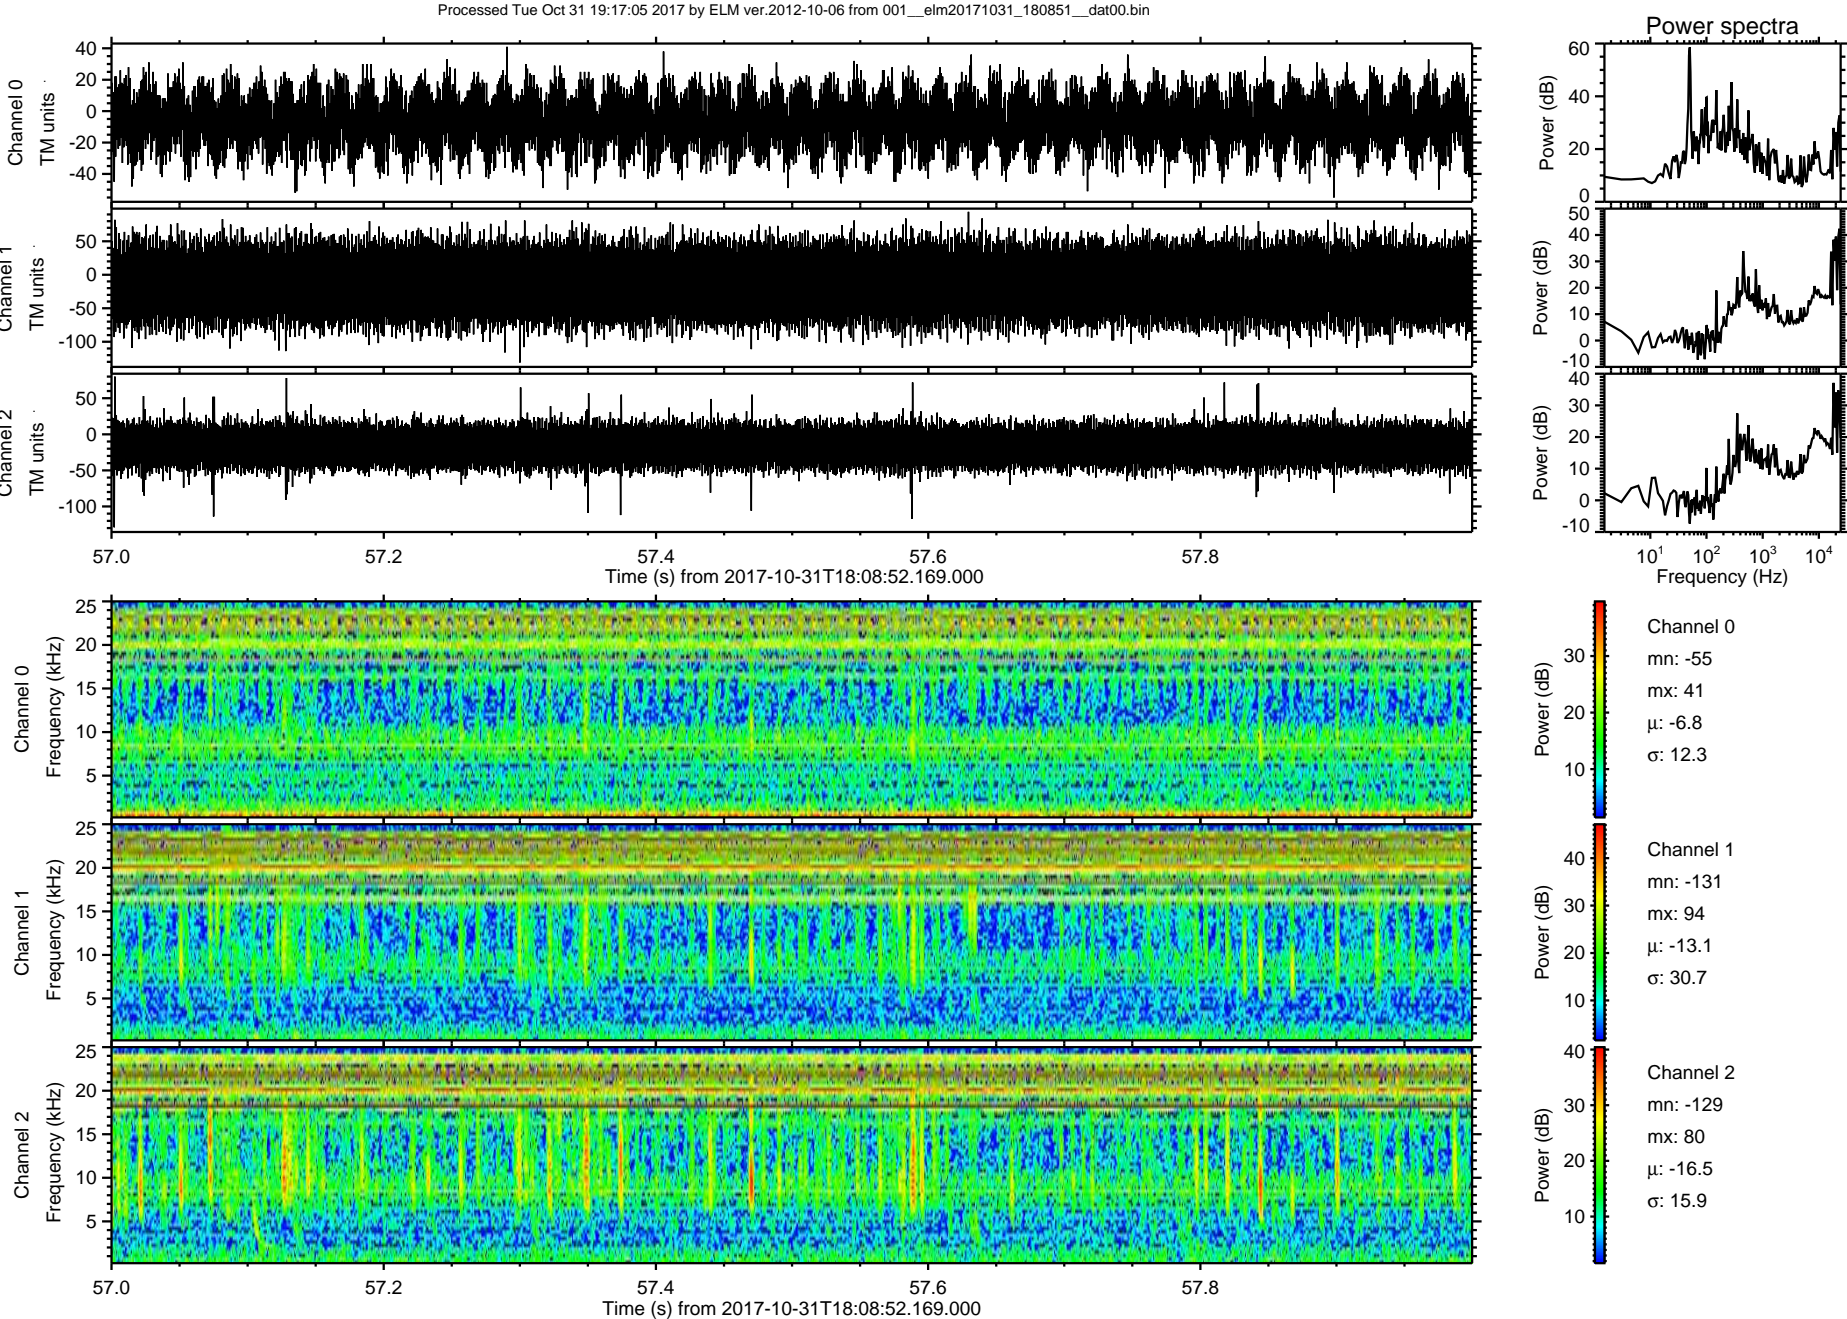 Processed Tue Oct 31 19:17:05 2017 by ELM ver.2012-10-06 from 001__elm20171031_180851__dat00.bin
Power spectra
Channel 0
TM units
40
20
0
-20
-40
Power (dB)
60
40
20
0
Channel 1
TM units
50
0
-50
-100
Power (dB)
50
40
30
20
10
0
-10
Channel 2
TM units
50
0
-50
-100
Power (dB)
40
30
20
10
0
-10
57.0 57.2 57.4 57.6 57.8
Time (s) from 2017-10-31T18:08:52.169.000
10¹ 10² 10³ 10⁴
Frequency (Hz)
Channel 0
Frequency (kHz)
25
20
15
10
5
Power (dB)
30
20
10
Channel 0
mn: -55
mx: 41
μ: -6.8
σ: 12.3
Channel 1
Frequency (kHz)
25
20
15
10
5
Power (dB)
40
30
20
10
Channel 1
mn: -131
mx: 94
μ: -13.1
σ: 30.7
Channel 2
Frequency (kHz)
25
20
15
10
5
Power (dB)
40
30
20
10
Channel 2
mn: -129
mx: 80
μ: -16.5
σ: 15.9
57.0 57.2 57.4 57.6 57.8
Time (s) from 2017-10-31T18:08:52.169.000